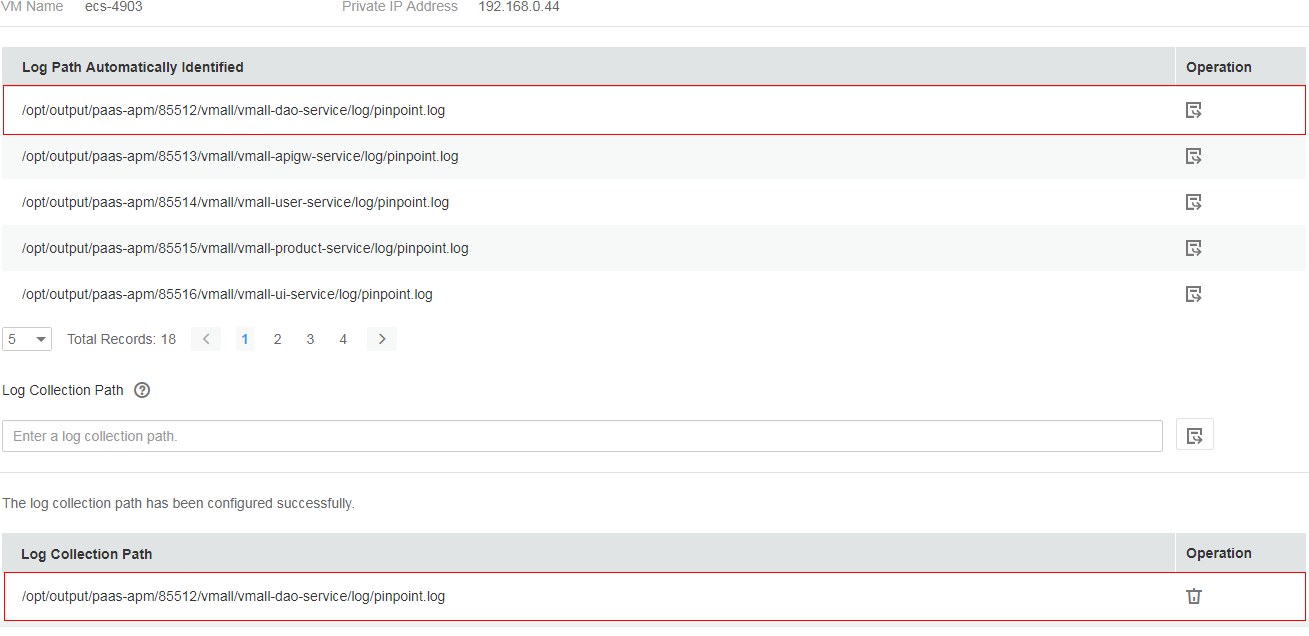 VM Name ecs-4903 Private IP Address 192.168.0.44
Log Path Automatically Identified Operation
/opt/output/paas-apm/85512/vmall/vmall-dao-service/log/pinpoint.log
/opt/output/paas-apm/85513/vmall/vmall-apigw-service/log/pinpoint.log
/opt/output/paas-apm/85514/vmall/vmall-user-service/log/pinpoint.log
/opt/output/paas-apm/85515/vmall/vmall-product-service/log/pinpoint.log
/opt/output/paas-apm/85516/vmall/vmall-ui-service/log/pinpoint.log
5 Total Records: 18 < 1 2 3 4 >
Log Collection Path ?
Enter a log collection path.
The log collection path has been configured successfully.
Log Collection Path Operation
/opt/output/paas-apm/85512/vmall/vmall-dao-service/log/pinpoint.log